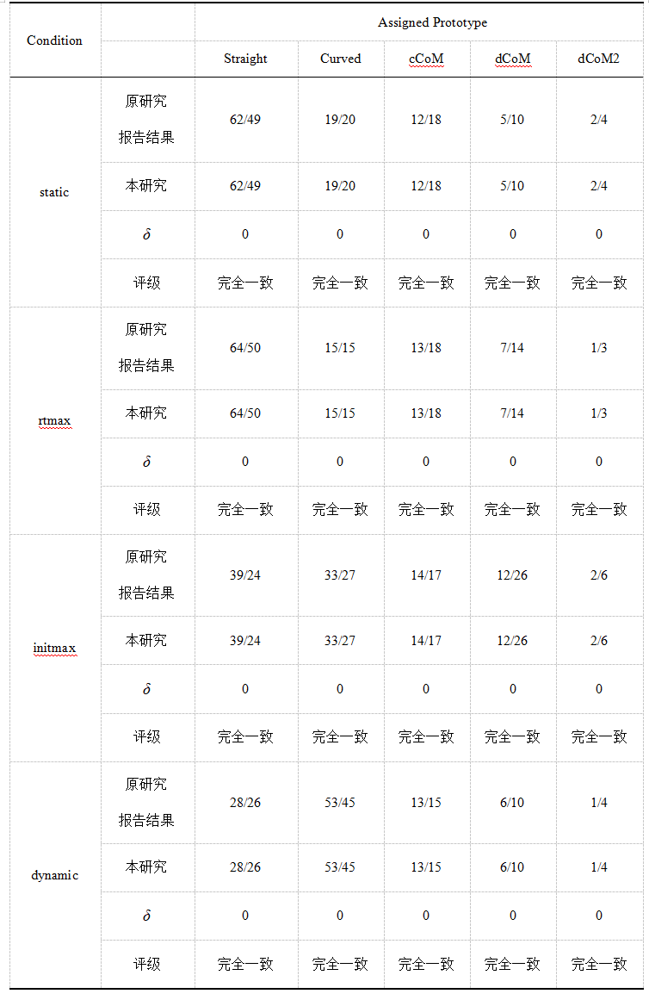 Condition
Assigned Prototype
Straight Curved cCoM dCoM dCoM2
static
原研究
报告结果
62/49 19/20 12/18 5/10 2/4
本研究 62/49 19/20 12/18 5/10 2/4
δ 0 0 0 0 0
评级 完全一致 完全一致 完全一致 完全一致 完全一致
rtmax
原研究
报告结果
64/50 15/15 13/18 7/14 1/3
本研究 64/50 15/15 13/18 7/14 1/3
δ 0 0 0 0 0
评级 完全一致 完全一致 完全一致 完全一致 完全一致
initmax
原研究
报告结果
39/24 33/27 14/17 12/26 2/6
本研究 39/24 33/27 14/17 12/26 2/6
δ 0 0 0 0 0
评级 完全一致 完全一致 完全一致 完全一致 完全一致
dynamic
原研究
报告结果
28/26 53/45 13/15 6/10 1/4
本研究 28/26 53/45 13/15 6/10 1/4
δ 0 0 0 0 0
评级 完全一致 完全一致 完全一致 完全一致 完全一致